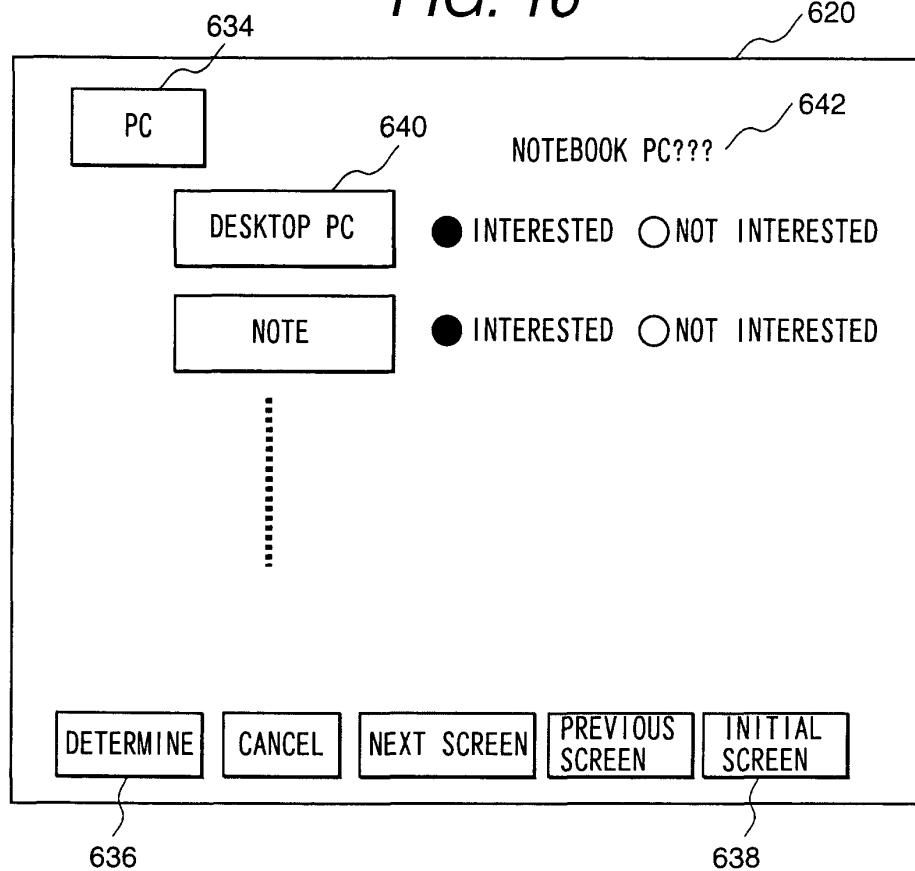 FIG.
634
620
PC
640
642
NOTEBOOK PC???
DESKTOP PC
INTERESTED
NOT INTERESTED
NOTE
INTERESTED
NOT INTERESTED
DETERMINE
CANCEL
NEXT SCREEN
PREVIOUS
SCREEN
INITIAL
SCREEN
636
638